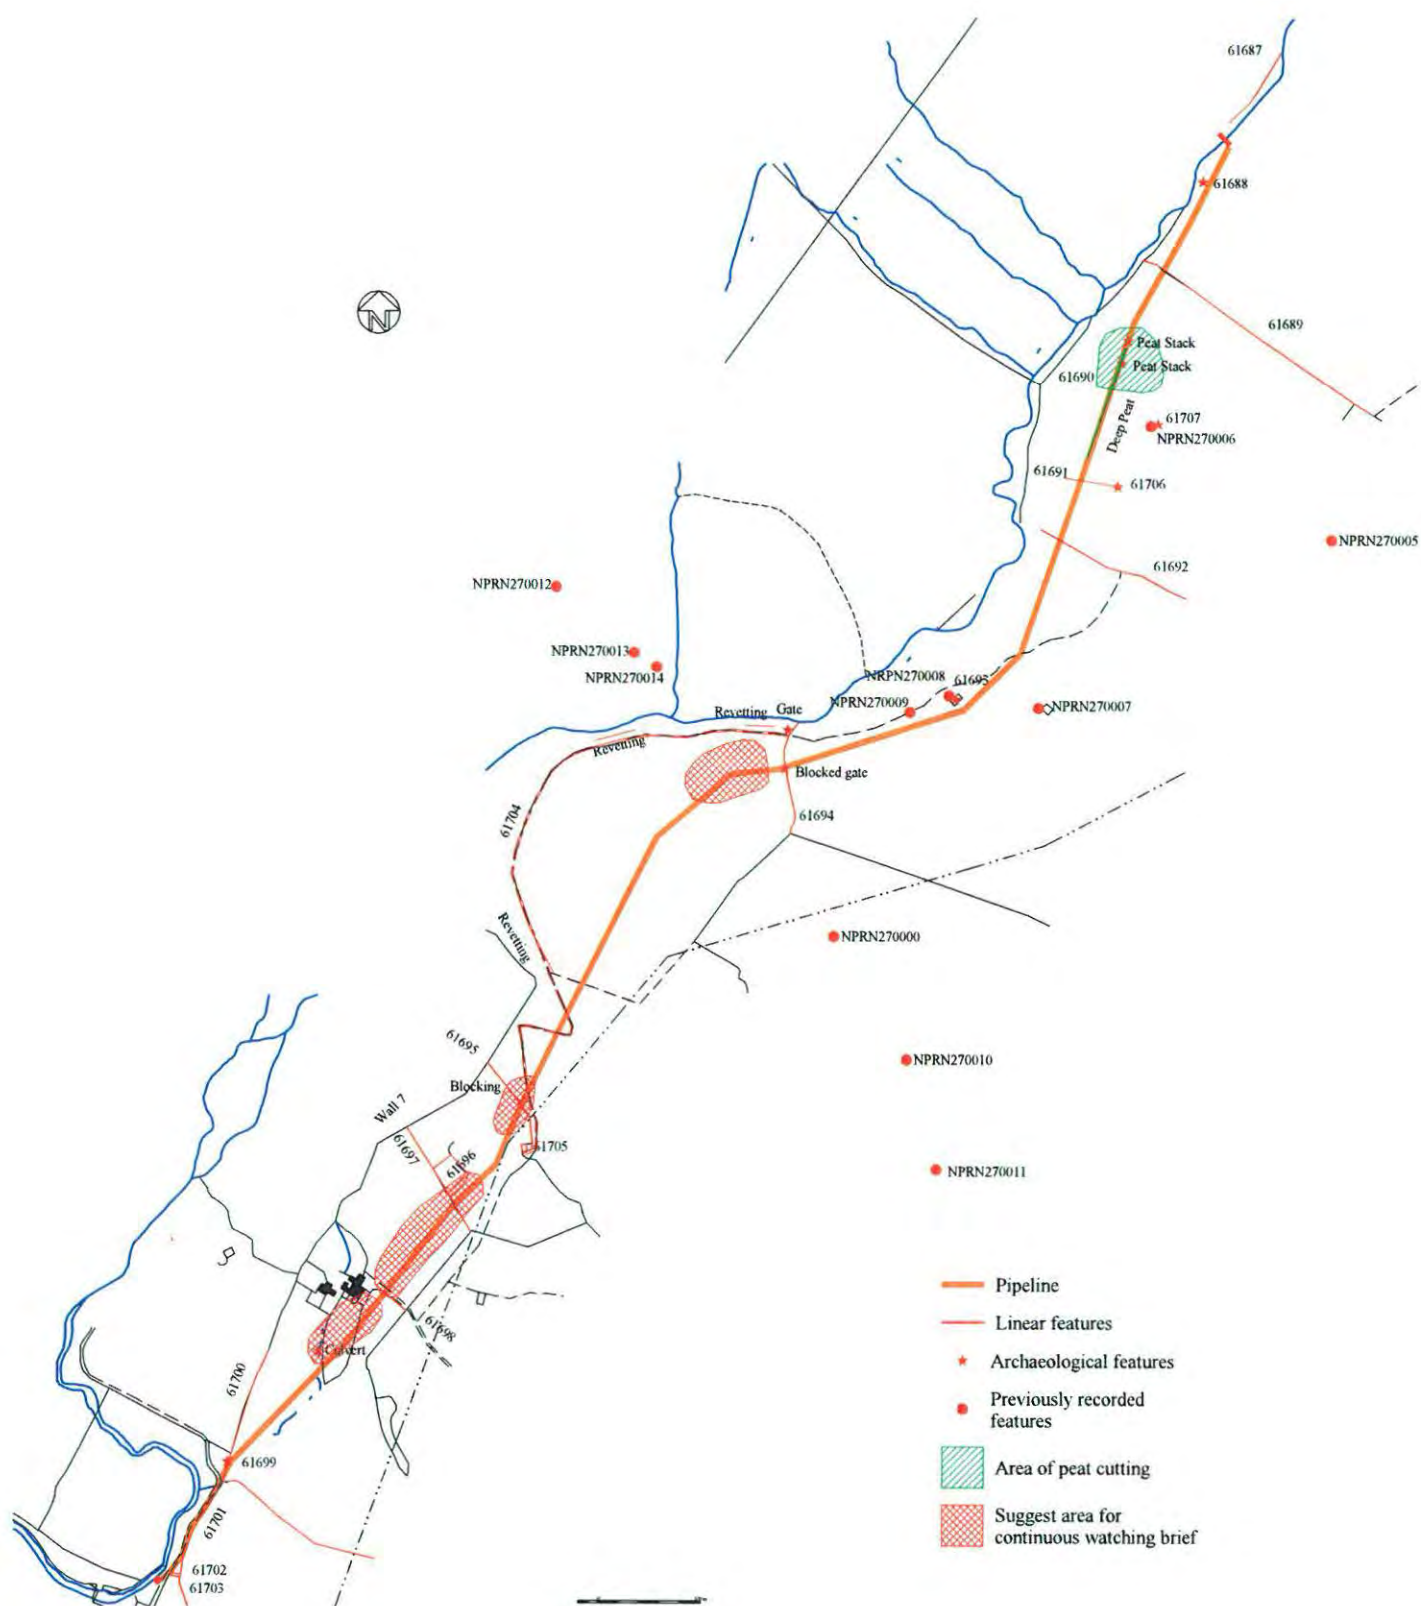 61687
61688
N
61689
Peat Stack
Peat Stack
61690
Deep Peat
61707
NPRN270006
61691
61706
NPRN270005
61692
NPRN270012
NPRN270013
NPRN270014
NRPN270008
61695
NPRN270009
NPRN270007
Revetting
Gate
Revetting
Blocked gate
61704
61694
Revetting
NPRN270000
61695
NPRN270010
Blocking
Wall 7
61697
61696
61705
NPRN270011
61698
Culvert
61700
61699
61701
61702
61703
Pipeline
Linear features
Archaeological features
Previously recorded
features
Area of peat cutting
Suggest area for
continuous watching brief